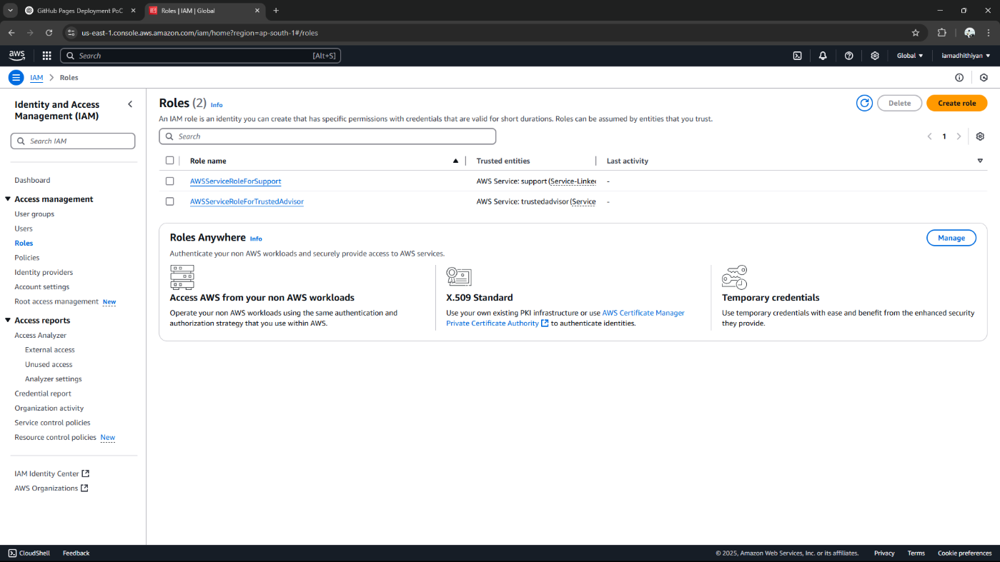 GitHub Pages Deployment PoC
Roles | IAM | Global
us-east-1.console.aws.amazon.com/iam/home?region=ap-south-1#/roles
aws
Search
[Alt+S]
Global
iamadhithiyan
IAM
Roles
Identity and Access
Management (IAM)
Search IAM
Dashboard
Access management
User groups
Users
Roles
Policies
Identity providers
Account settings
Root access management New
Access reports
Access Analyzer
External access
Unused access
Analyzer settings
Credential report
Organization activity
Service control policies
Resource control policies New
IAM Identity Center
AWS Organizations
Roles (2) Info
Delete
Create role
An IAM role is an identity you can create that has specific permissions with credentials that are valid for short durations. Roles can be assumed by entities that you trust.
Search
1
Role name Trusted entities Last activity
AWSServiceRoleForSupport AWS Service: support (Service-Linked -
AWSServiceRoleForTrustedAdvisor AWS Service: trustedadvisor (Service -
Roles Anywhere Info
Manage
Authenticate your non AWS workloads and securely provide access to AWS services.
Access AWS from your non AWS workloads
Operate your non AWS workloads using the same authentication and
authorization strategy that you use within AWS.
X.509 Standard
Use your own existing PKI infrastructure or use AWS Certificate Manager
Private Certificate Authority to authenticate identities.
Temporary credentials
Use temporary credentials with ease and benefit from the enhanced security
they provide.
CloudShell Feedback
© 2025, Amazon Web Services, Inc. or its affiliates. Privacy Terms Cookie preferences